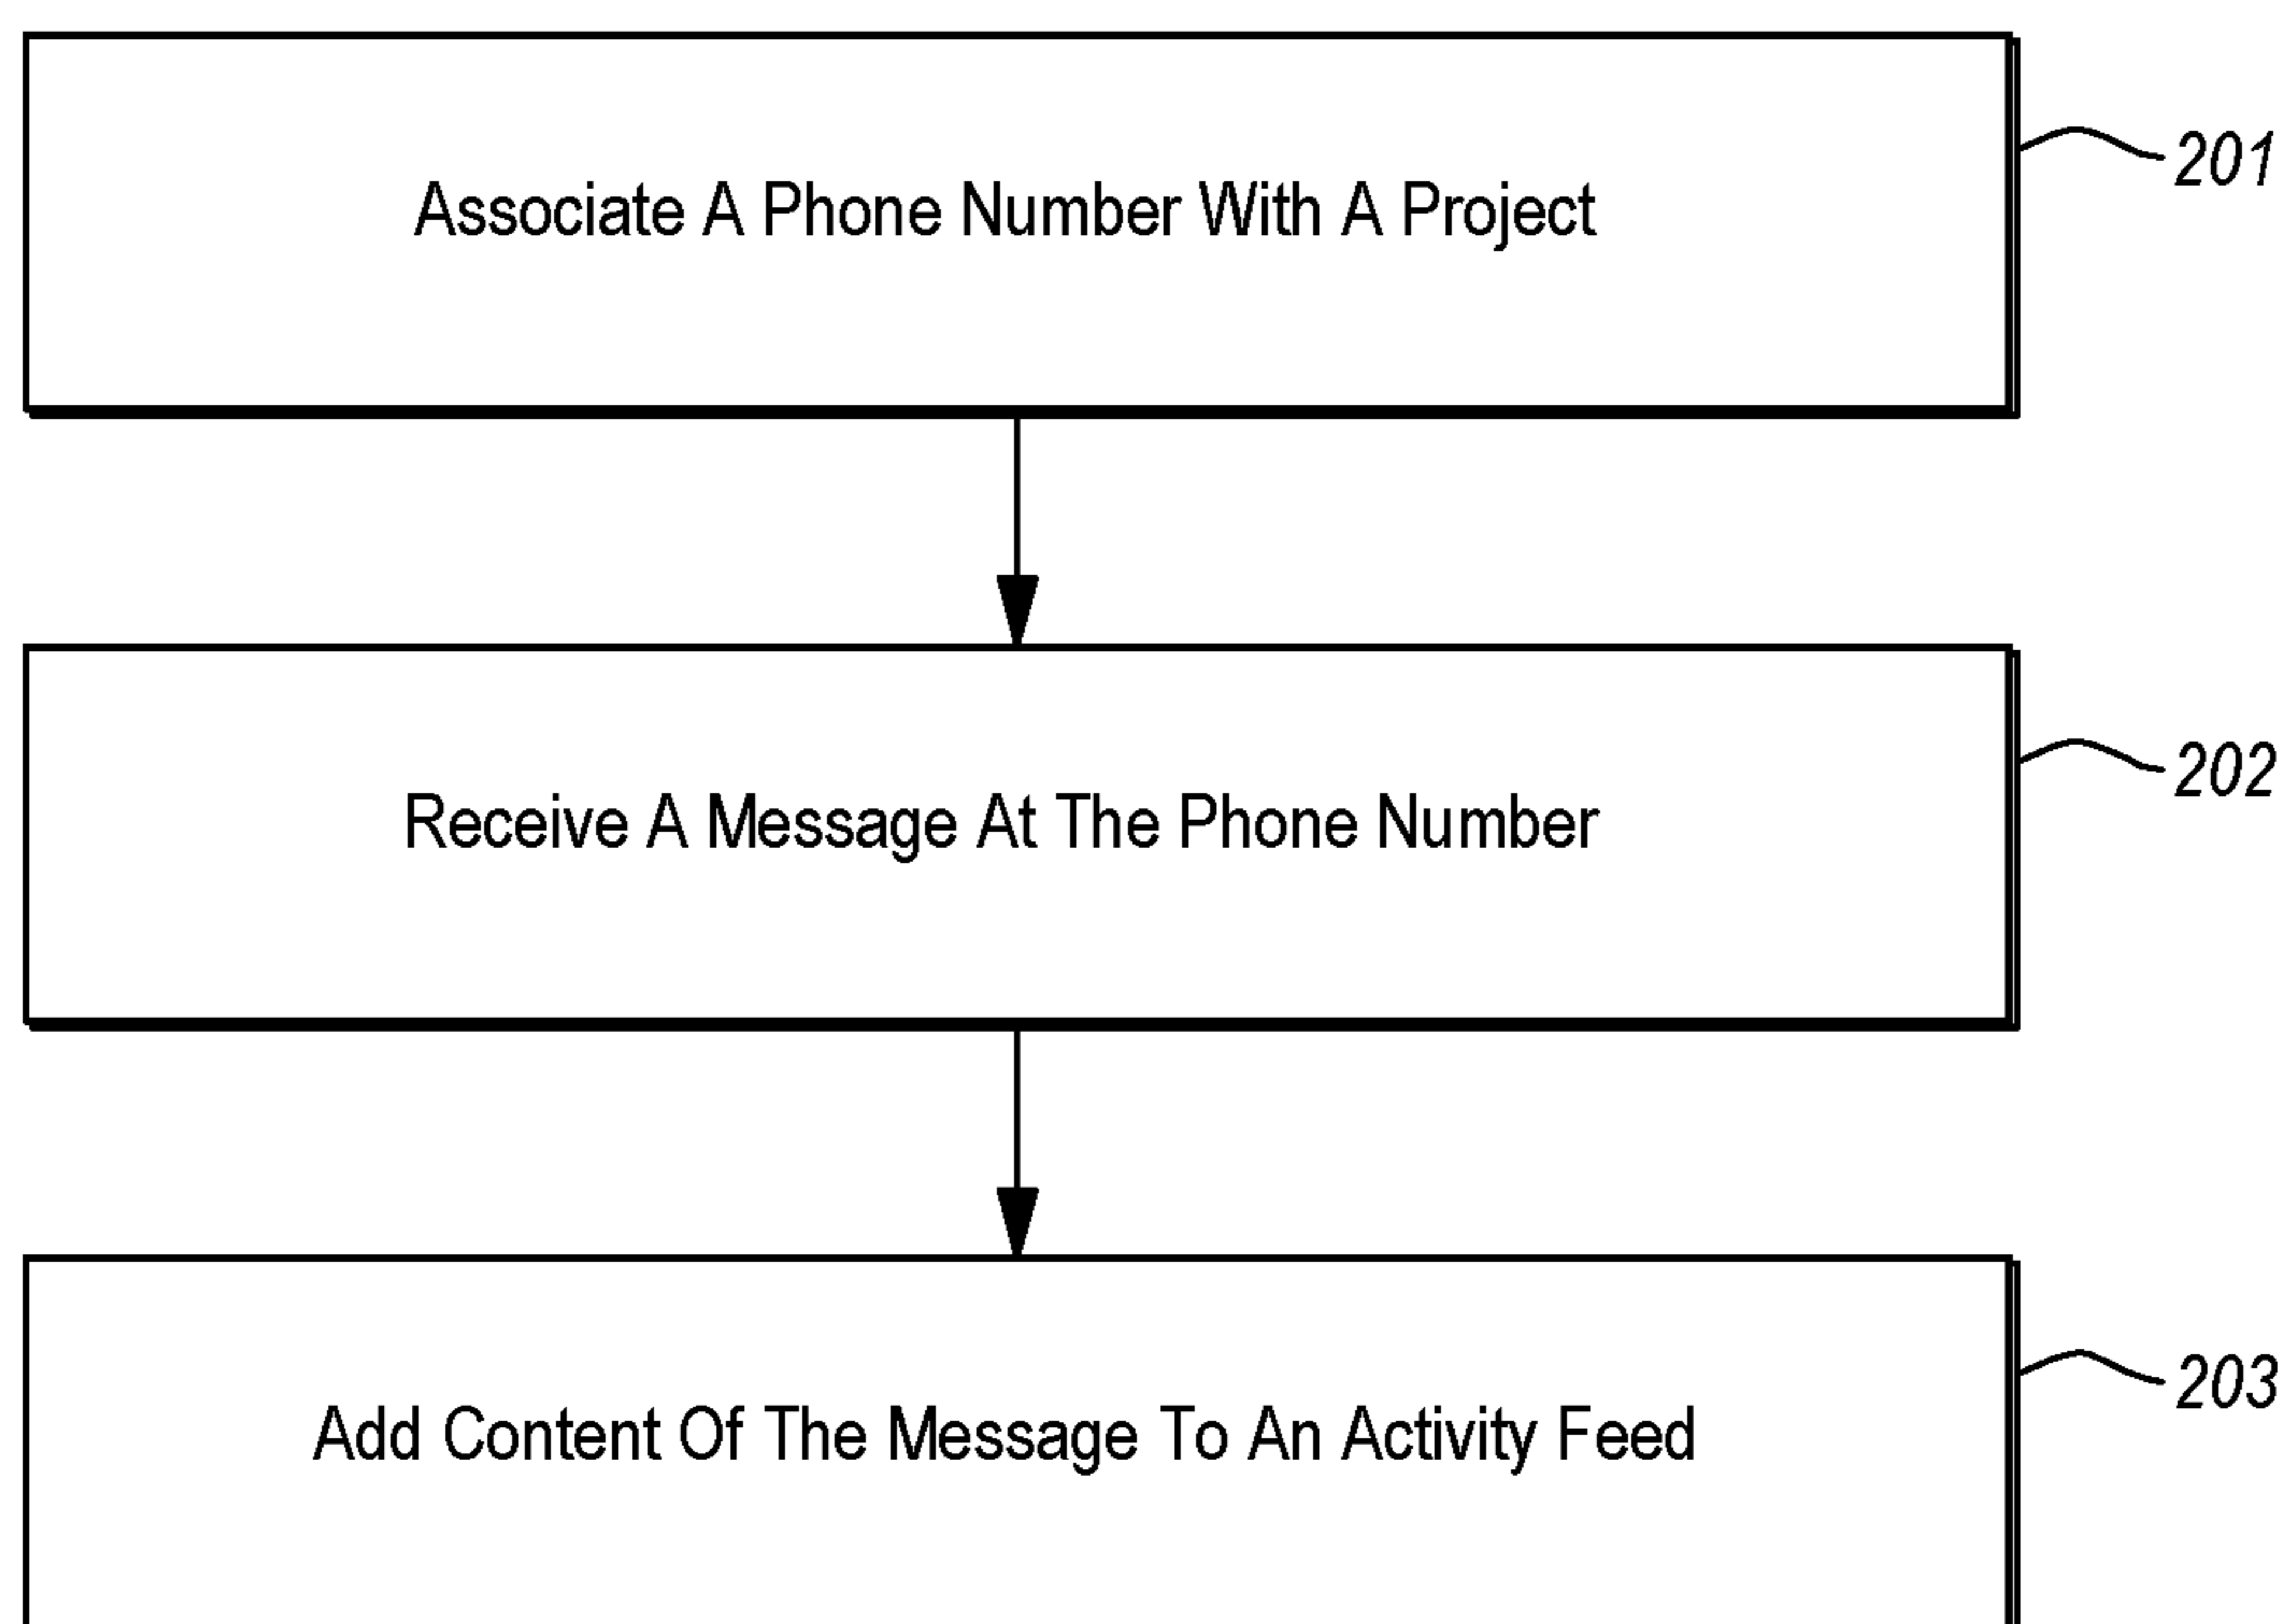 Associate A Phone Number With A Project
201
Receive A Message At The Phone Number
202
Add Content Of The Message To An Activity Feed
203